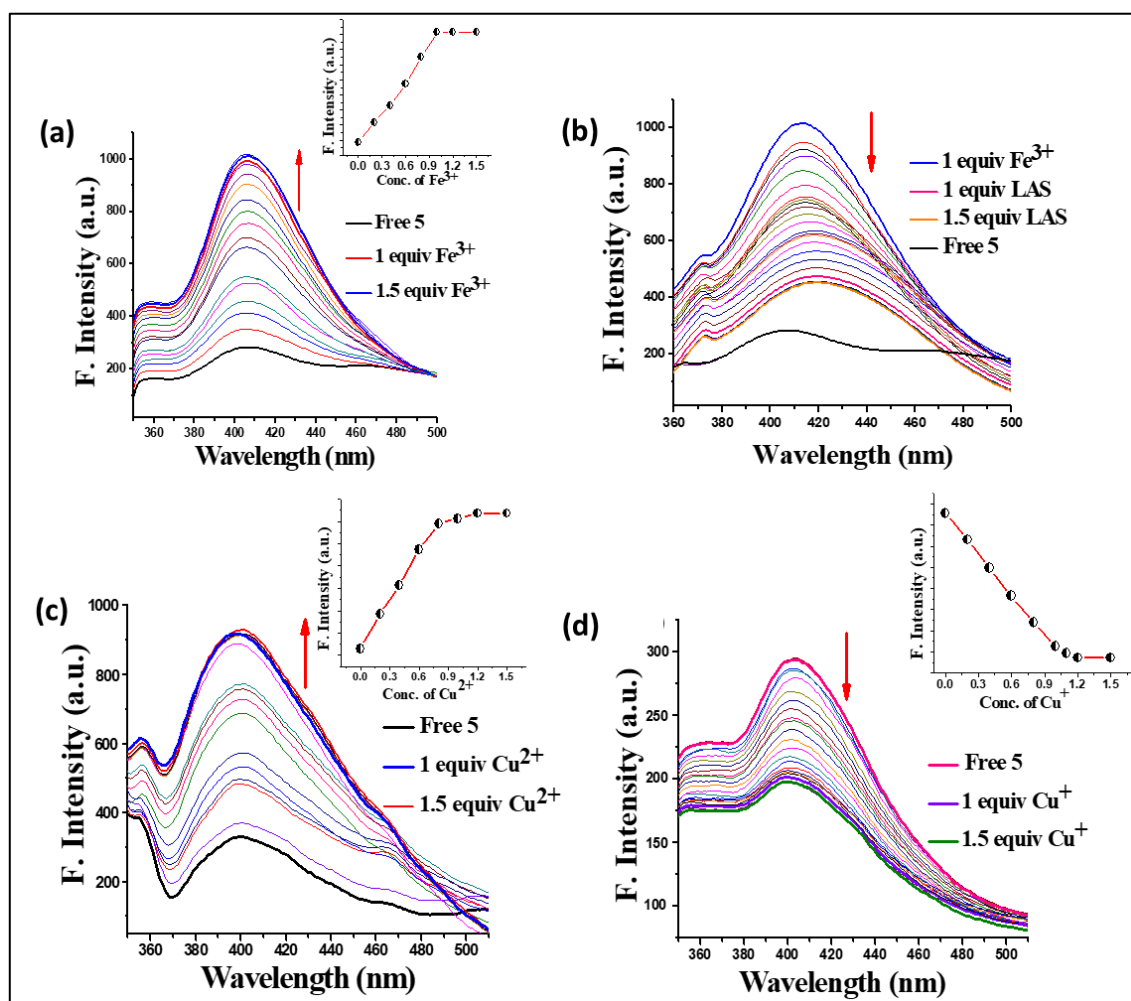 (a)
F. Intensity (a.u.)
0.0 0.3 0.6 0.9 1.2 1.5
Conc. of Fe3+
F. Intensity (a.u.)
1000
800
600
400
200
Free 5
1 equiv Fe3+
1.5 equiv Fe3+
360 380 400 420 440 460 480 500
Wavelength (nm)
(b)
F. Intensity (a.u.)
1000
900
800
700
600
500
400
300
200
1 equiv Fe3+
1 equiv LAS
1.5 equiv LAS
Free 5
360 380 400 420 440 460 480 500
Wavelength (nm)
(c)
F. Intensity (a.u.)
0.0 0.3 0.6 0.9 1.2 1.5
Conc. of Cu2+
F. Intensity (a.u.)
1000
800
600
400
200
Free 5
1 equiv Cu2+
1.5 equiv Cu2+
360 380 400 420 440 460 480 500
Wavelength (nm)
(d)
F. Intensity (a.u.)
0.0 0.3 0.6 0.9 1.2 1.5
Conc. of Cu+
F. Intensity (a.u.)
300
250
200
150
100
Free 5
1 equiv Cu+
1.5 equiv Cu+
360 380 400 420 440 460 480 500
Wavelength (nm)